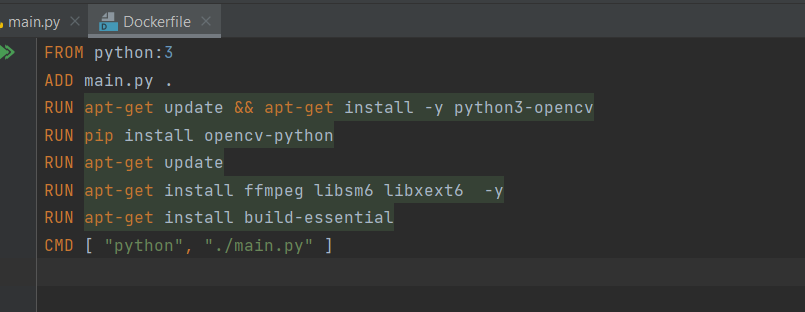 main.py
Dockerfile
FROM python:3
ADD main.py .
RUN apt-get update && apt-get install -y python3-opencv
RUN pip install opencv-python
RUN apt-get update
RUN apt-get install ffmpeg libsm6 libxext6  -y
RUN apt-get install build-essential
CMD [ "python", "./main.py" ]